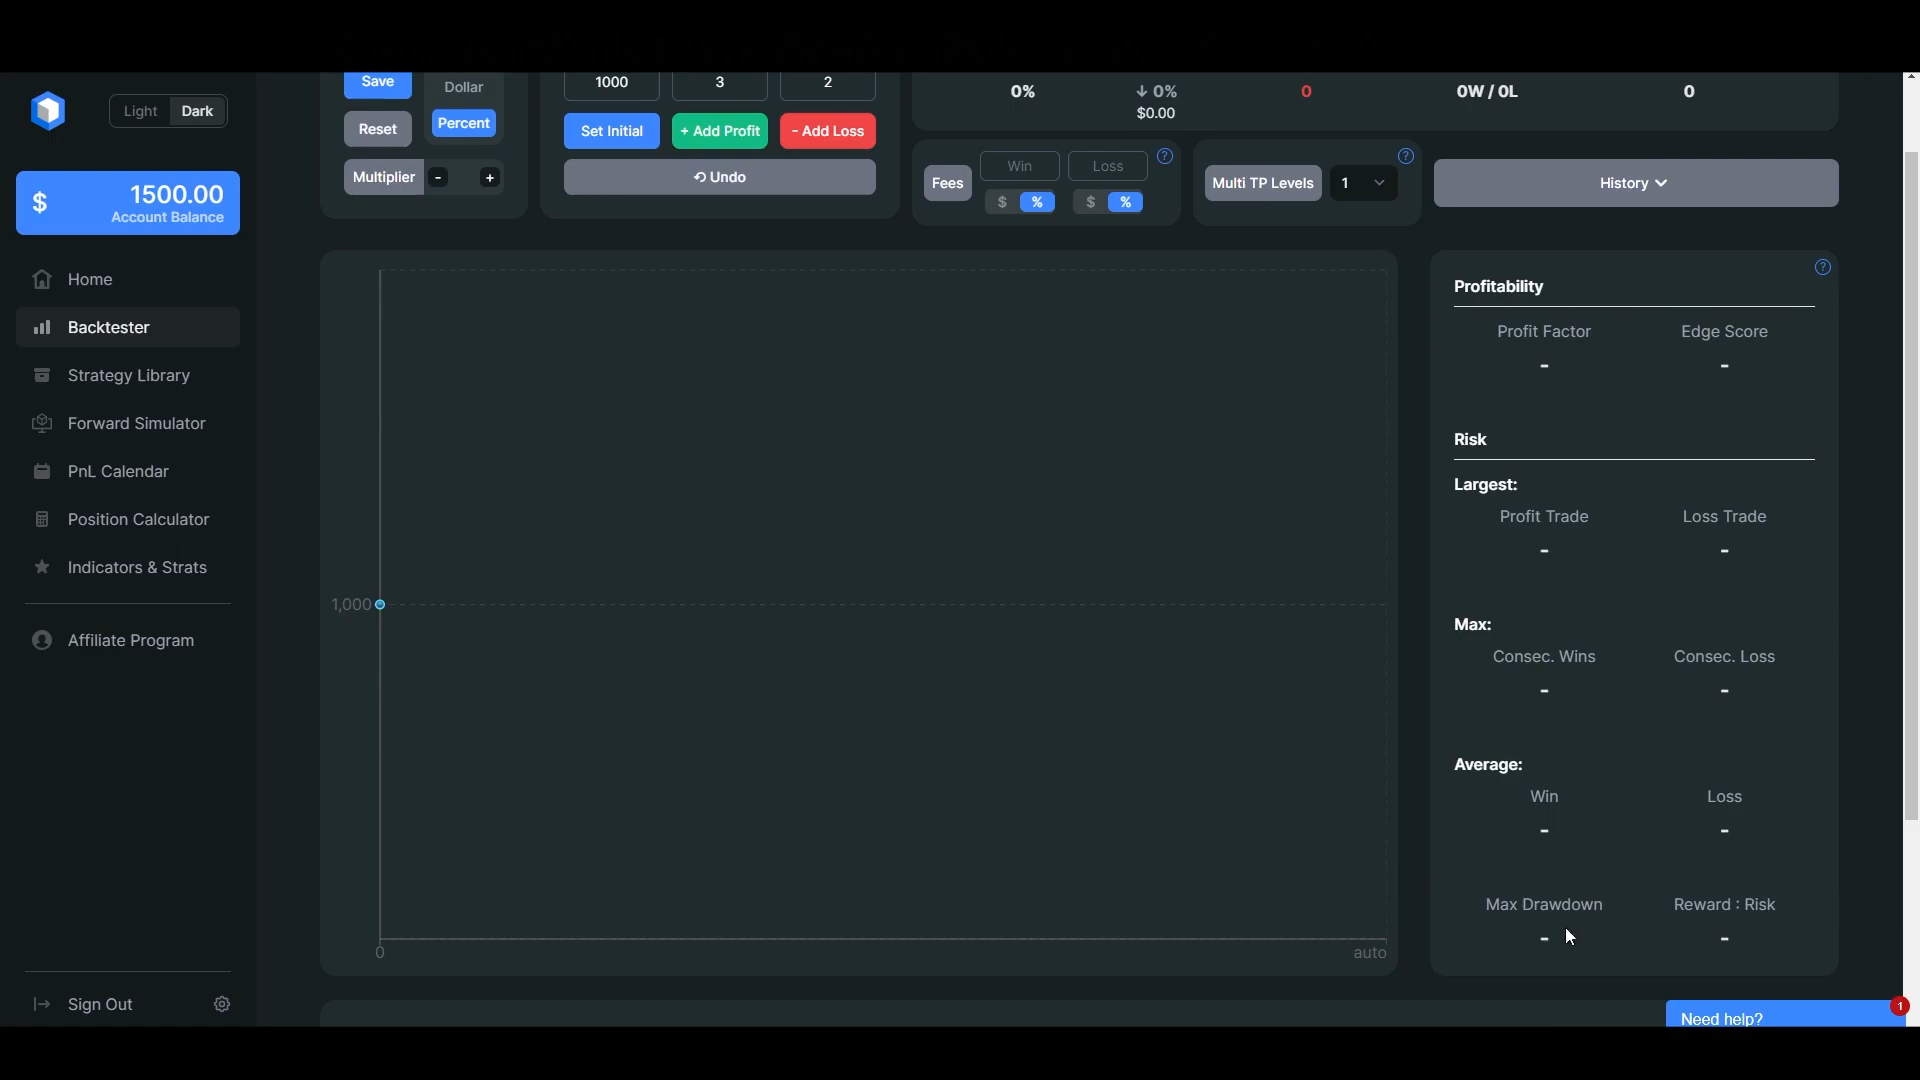 Light Dark
$ 1500.00
Account Balance
Home
Backtester
Strategy Library
Forward Simulator
PnL Calendar
Position Calculator
Indicators & Strats
Affiliate Program
Sign Out
Save Dollar
Reset Percent
Multiplier - +
1000 3 2
Set Initial + Add Profit - Add Loss
Undo
0% ↓ 0% 0 0W / 0L 0
$0.00
Fees Win Loss ?
$ % $ %
Multi TP Levels 1 ?
History
1,000
0 auto
?
Profitability
Profit Factor Edge Score
- -
Risk
Largest:
Profit Trade Loss Trade
- -
Max:
Consec. Wins Consec. Loss
- -
Average:
Win Loss
- -
Max Drawdown Reward : Risk
- -
Need help? 1